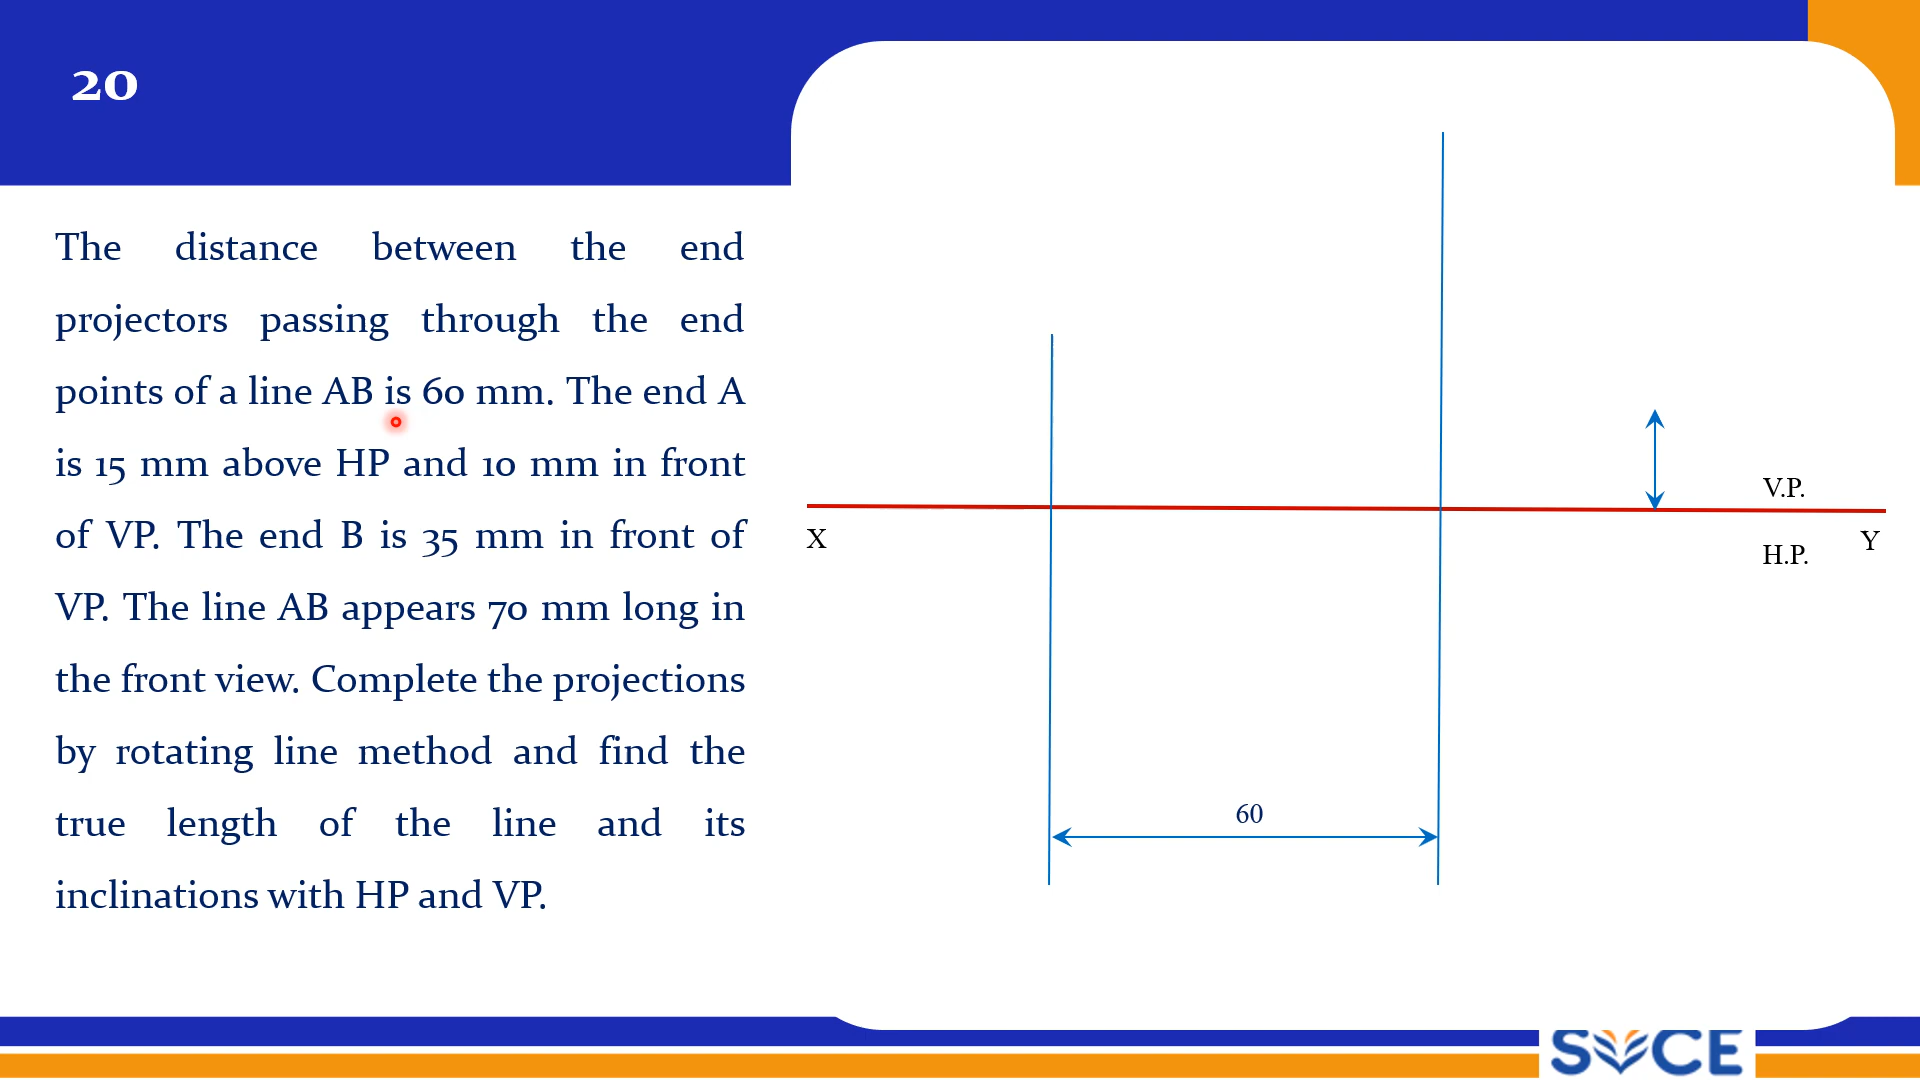 20
The distance between the end
projectors passing through the end
points of a line AB is 60 mm. The end A
is 15 mm above HP and 10 mm in front
of VP. The end B is 35 mm in front of
VP. The line AB appears 70 mm long in
the front view. Complete the projections
by rotating line method and find the
true length of the line and its
inclinations with HP and VP.
V.P.
X
H.P.
Y
60
SVCE